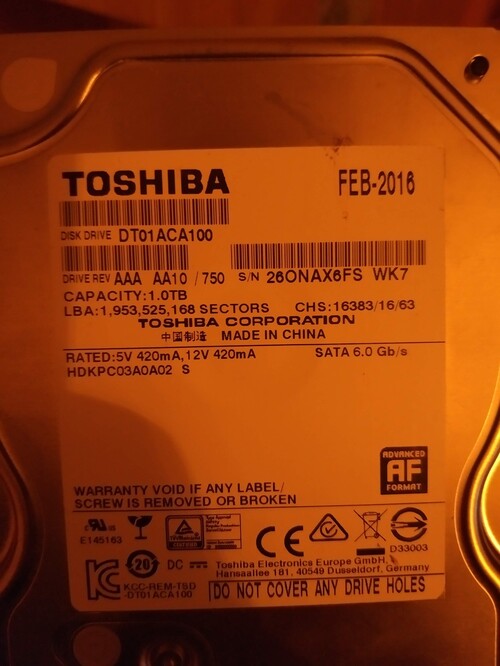 TOSHIBA
FEB-2016
DISK DRIVE DT01ACA100
DRIVE REV AAA AA10 / 750 S/N 26ONAX6FS WK7
CAPACITY:1.0TB
LBA:1,953,525,168 SECTORS CHS:16383/16/63
TOSHIBA CORPORATION
中国制造 MADE IN CHINA
RATED:5V 420mA,12V 420mA SATA 6.0 Gb/s
HDKPC03A0A02 S
ADVANCED
AF
FORMAT
WARRANTY VOID IF ANY LABEL/
SCREW IS REMOVED OR BROKEN
E145163
D33003
20
DC
Toshiba Electronics Europe GmbH.
Hansaallee 181, 40549 Dusseldorf, Germany
KCC-REM-TSD
-DT01ACA100
DO NOT COVER ANY DRIVE HOLES